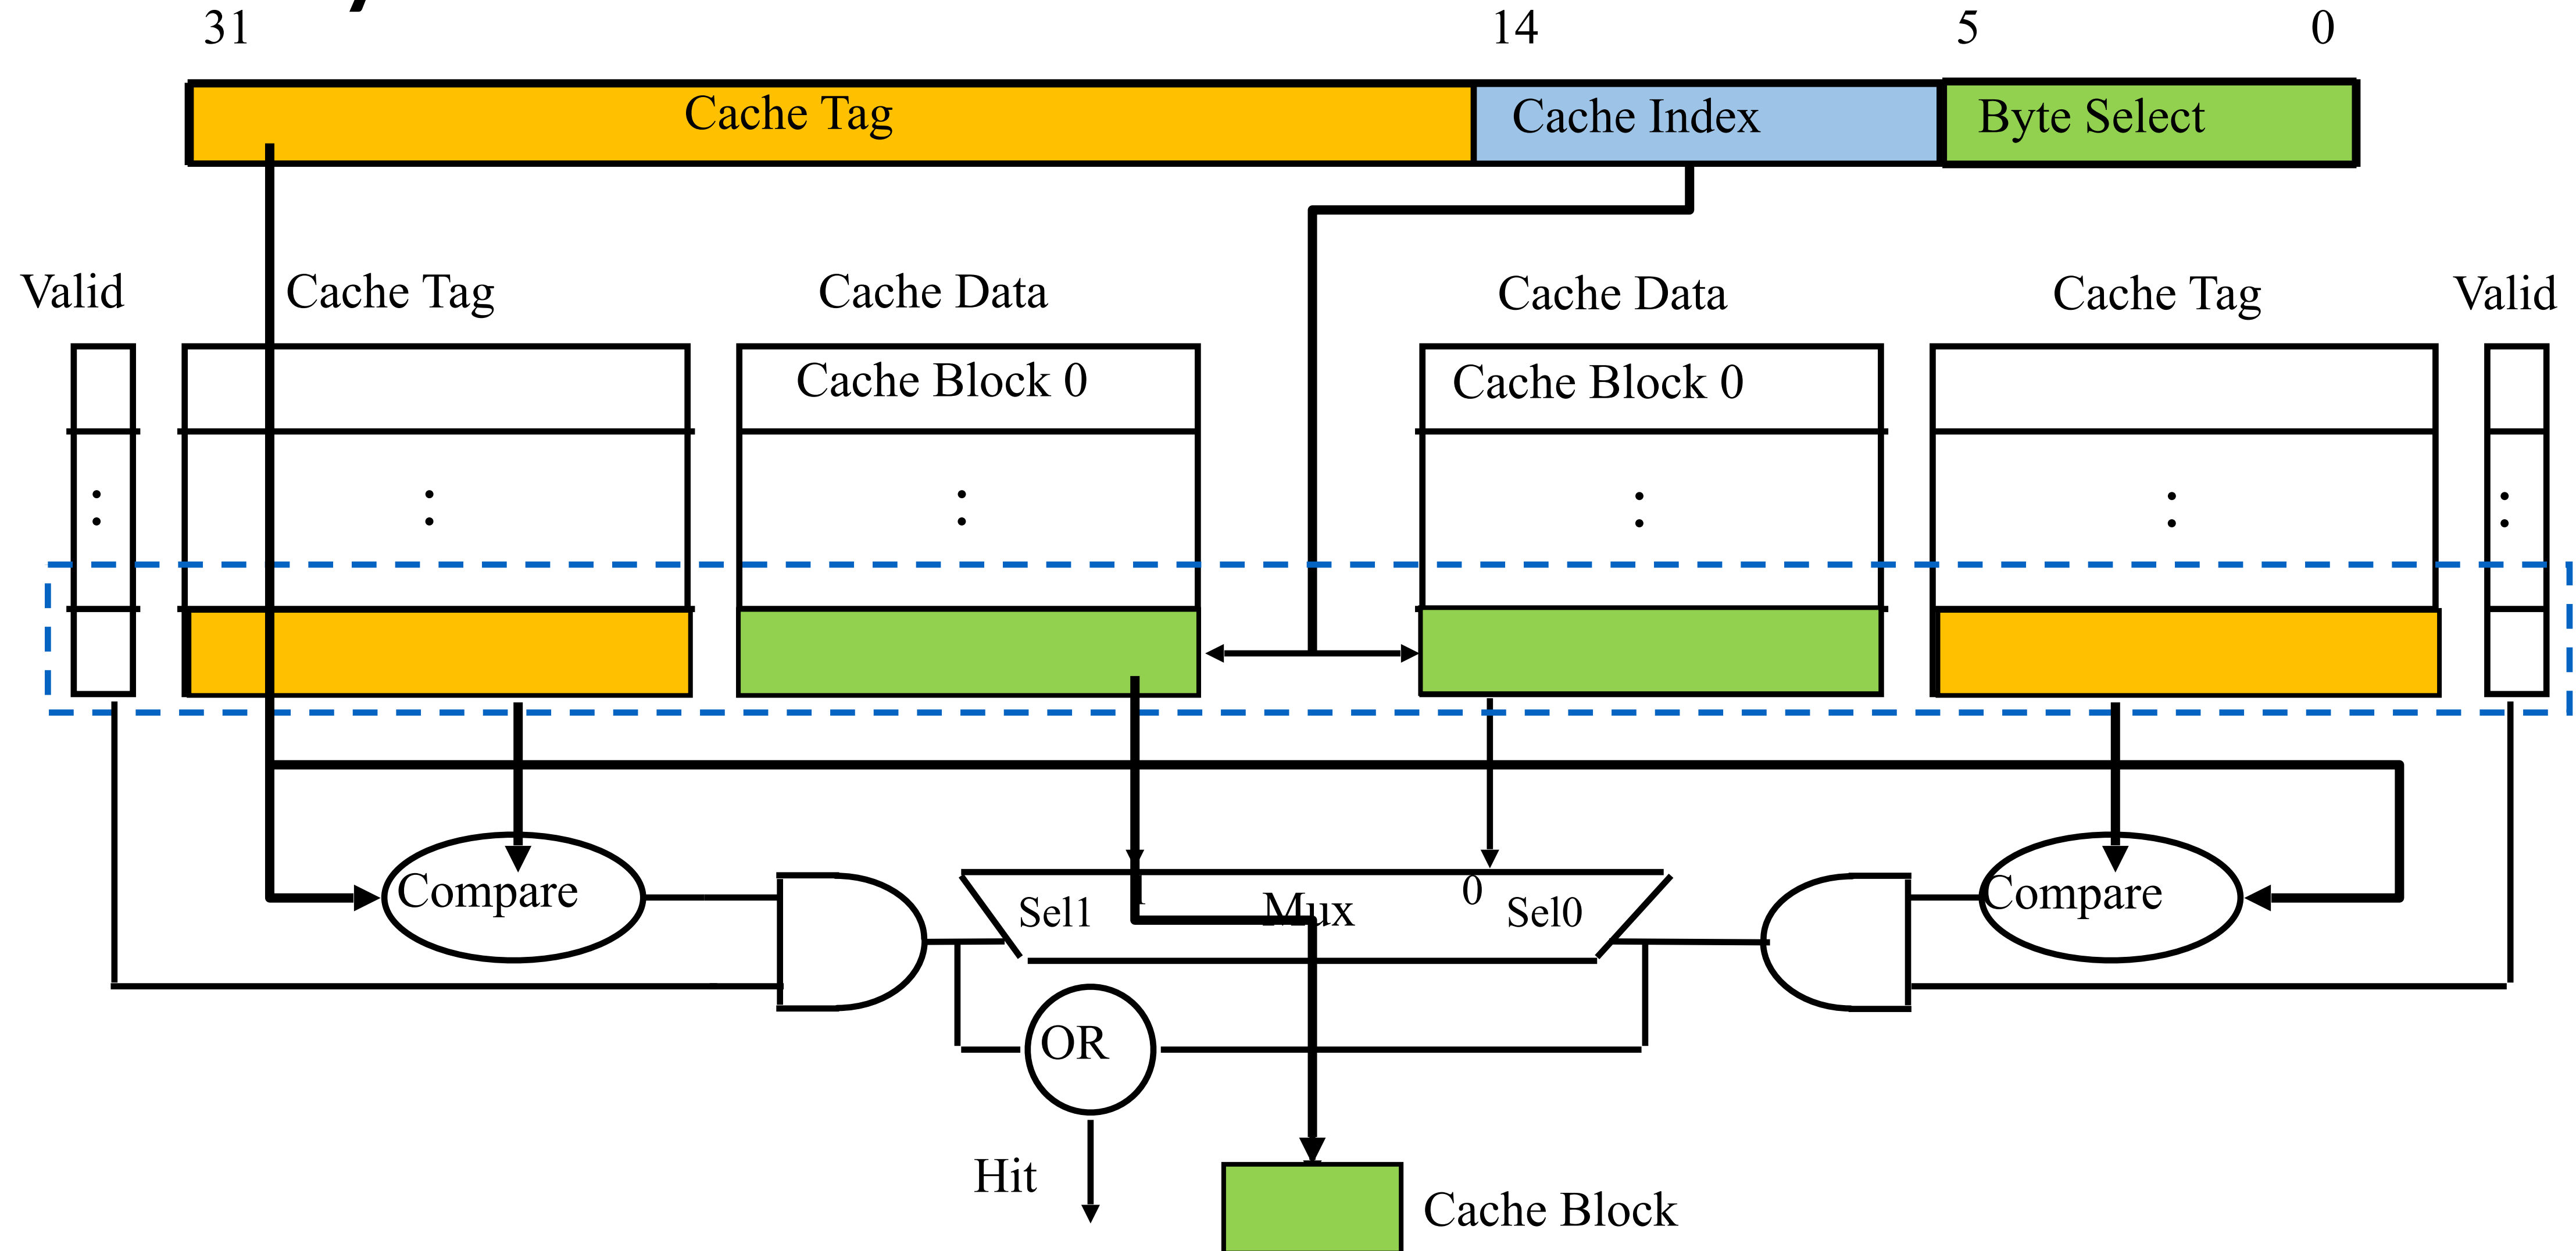 31 14 5 0
Cache Tag Cache Index Byte Select
Valid Cache Tag Cache Data Cache Data Cache Tag Valid
Cache Block 0 Cache Block 0
: : : : : :
Compare Sel1 1 Mux 0 Sel0 Compare
OR
Hit
Cache Block